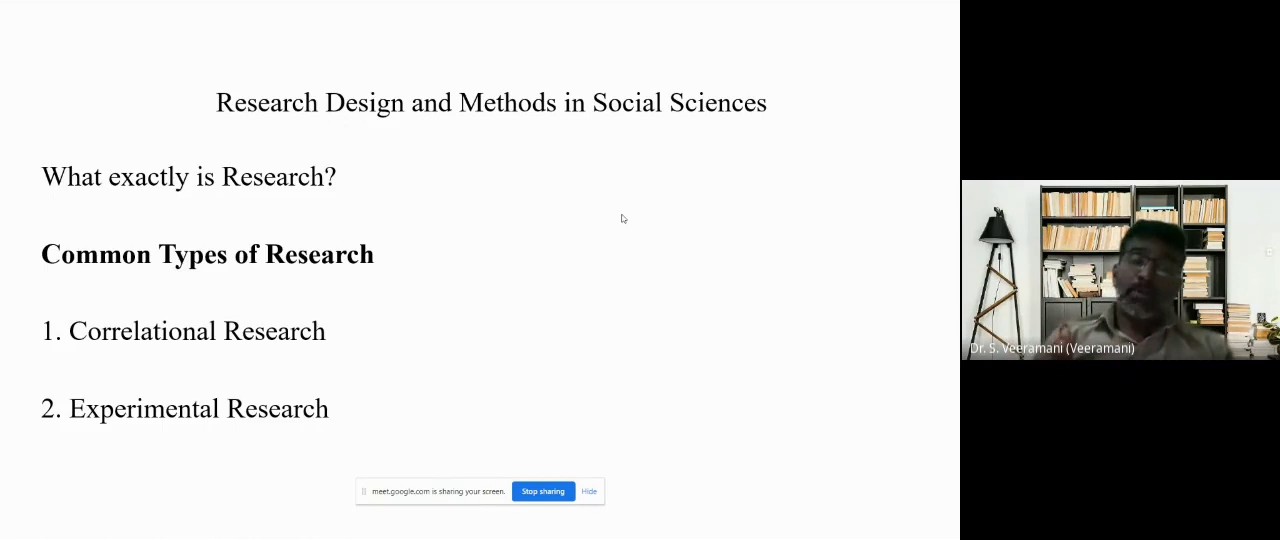 Research Design and Methods in Social Sciences
What exactly is Research?
Common Types of Research
1. Correlational Research
2. Experimental Research
meet.google.com is sharing your screen. Stop sharing Hide
Dr. S. Veeramani (Veeramani)